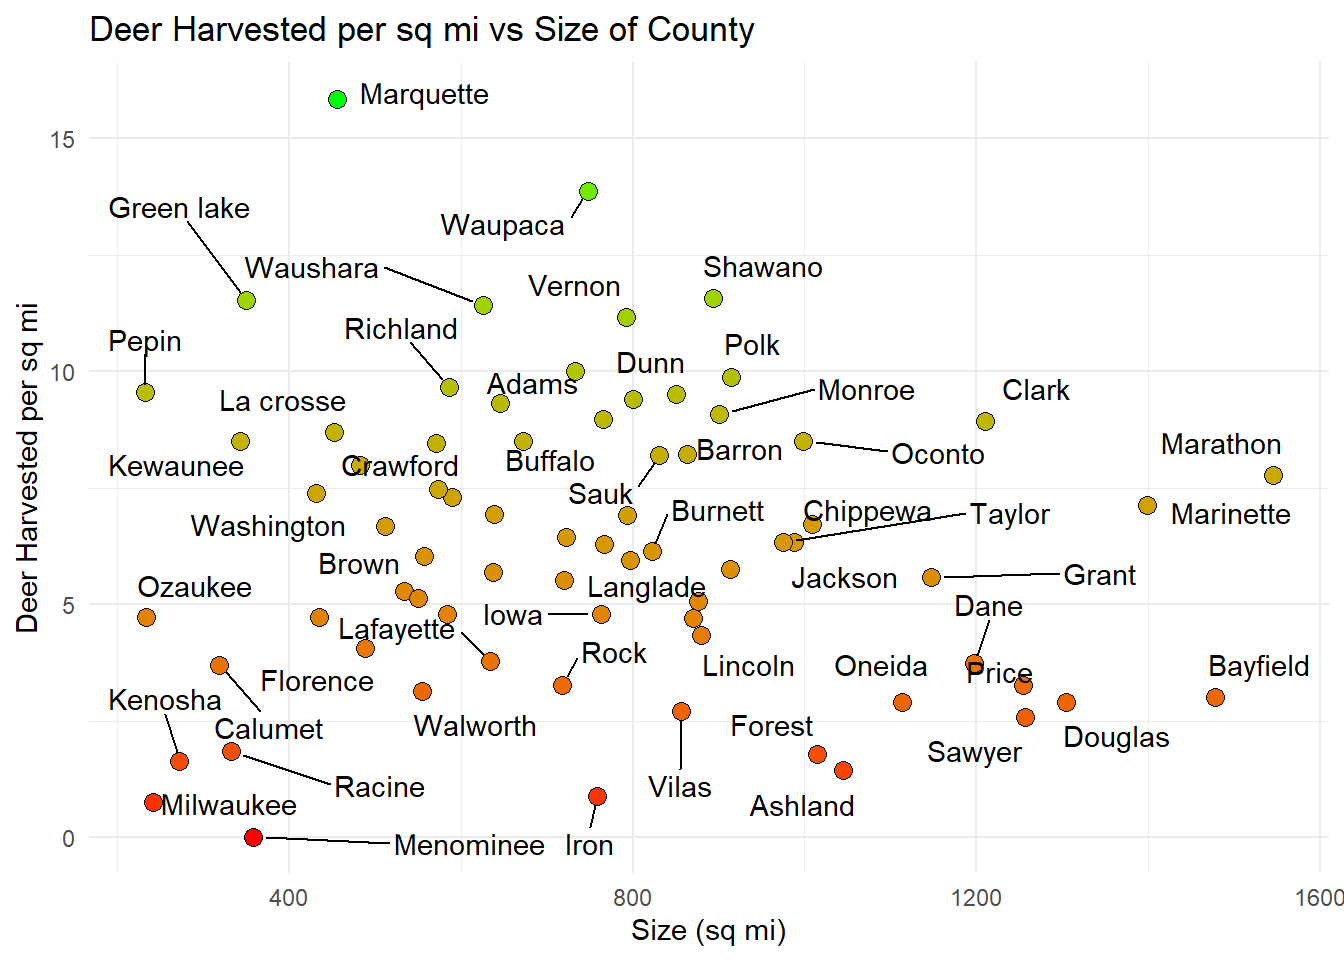 Deer Harvested per sq mi vs Size of County
Marquette
15
Green lake
Waupaca
Waushara
Shawano
Vernon
Richland
Pepin
Polk
Dunn
10
Adams
Monroe
Clark
La crosse
Marathon
Barron
Oconto
Kewaunee
Crawford
Buffalo
Sauk
Burnett
Chippewa
Taylor
Marinette
Washington
Brown
Jackson
Grant
Ozaukee
Langlade
5
Iowa
Dane
Lafayette
Rock
Lincoln
Oneida
Price
Bayfield
Florence
Kenosha
Calumet
Walworth
Forest
Sawyer
Douglas
Racine
Vilas
Milwaukee
Ashland
0
Menominee
Iron
400
800
1200
1600
Size (sq mi)
Deer Harvested per sq mi